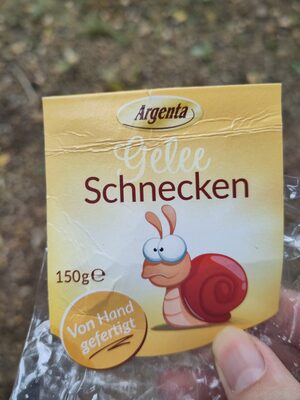 Argenta
Gelee
Schnecken
150g℮
Von Hand
gefertigt